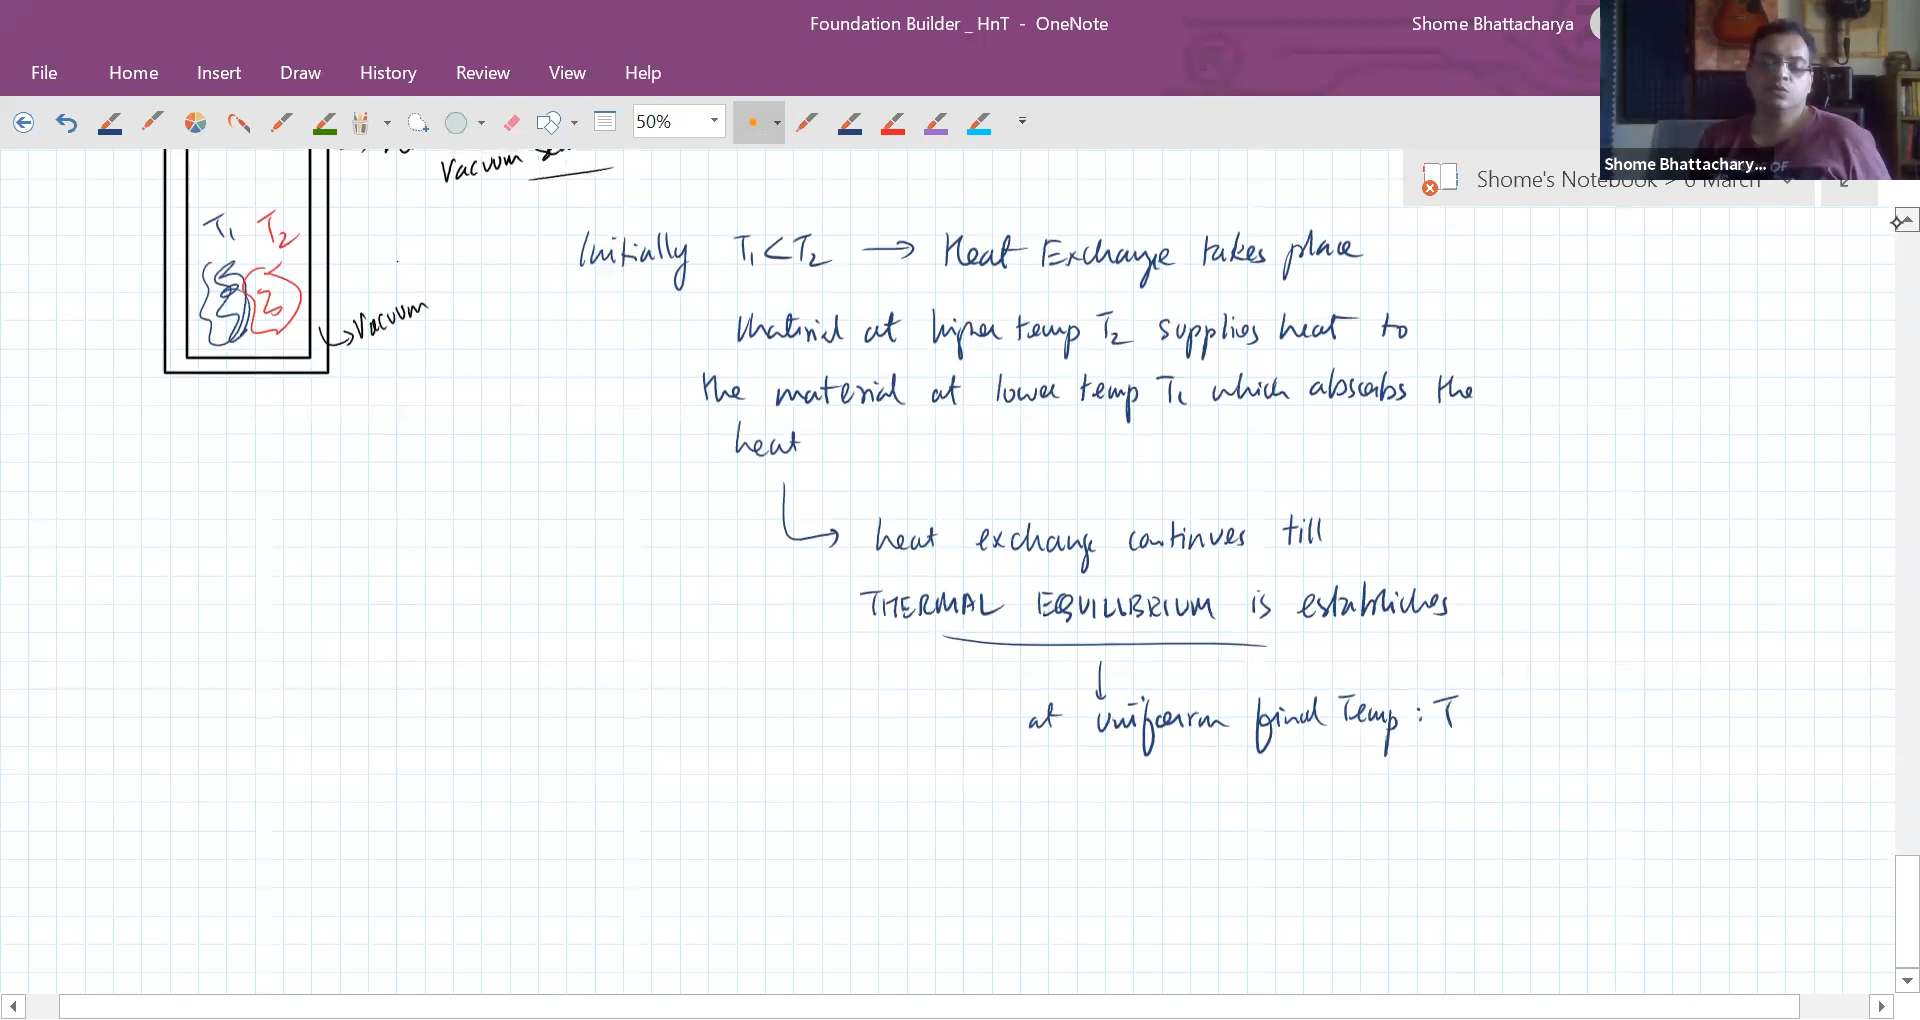 Foundation Builder _ HnT - OneNote
Shome Bhattacharya
File Home Insert Draw History Review View Help
50%
Shome Bhattachary...
OF
Shome's Notebook > 6 March
Vacuum
T1 T2
Vacuum
Initially T1 < T2 → Heat Exchange takes place
Material at higher temp T2 supplies heat to
the material at lower temp T1 which absorbs the
heat
heat exchange continues till
THERMAL EQUILIBRIUM is establishes
at uniform final Temp : T